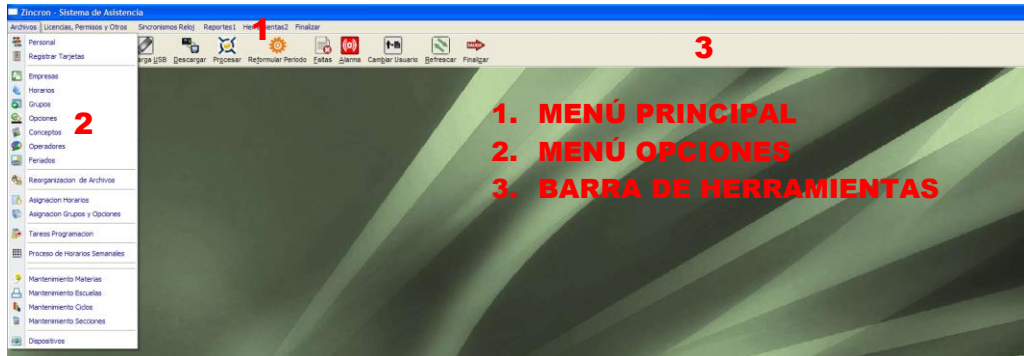 Zincron - Sistema de Asistencia
Archivos Licencias, Permisos y Otros Sincronismos Reloj Reportes1 Herramientas2 Finalizar
1
Personal
Registrar Tarjetas
arga USB Descargar Procesar Reformular Periodo Faltas Alarma Cambiar Usuario Refrescar Finalizar
3
Empresas
Horarios
Grupos
Opciones
2
Conceptos
Operadores
Feriados
Reorganizacion de Archivos
Asignacion Horarios
Asignacion Grupos y Opciones
Tareos Programacion
Proceso de Horarios Semanales
Mantenimiento Materias
Mantenimiento Escuelas
Mantenimiento Ciclos
Mantenimiento Secciones
Dispositivos
1. MENÚ PRINCIPAL
2. MENÚ OPCIONES
3. BARRA DE HERRAMIENTAS